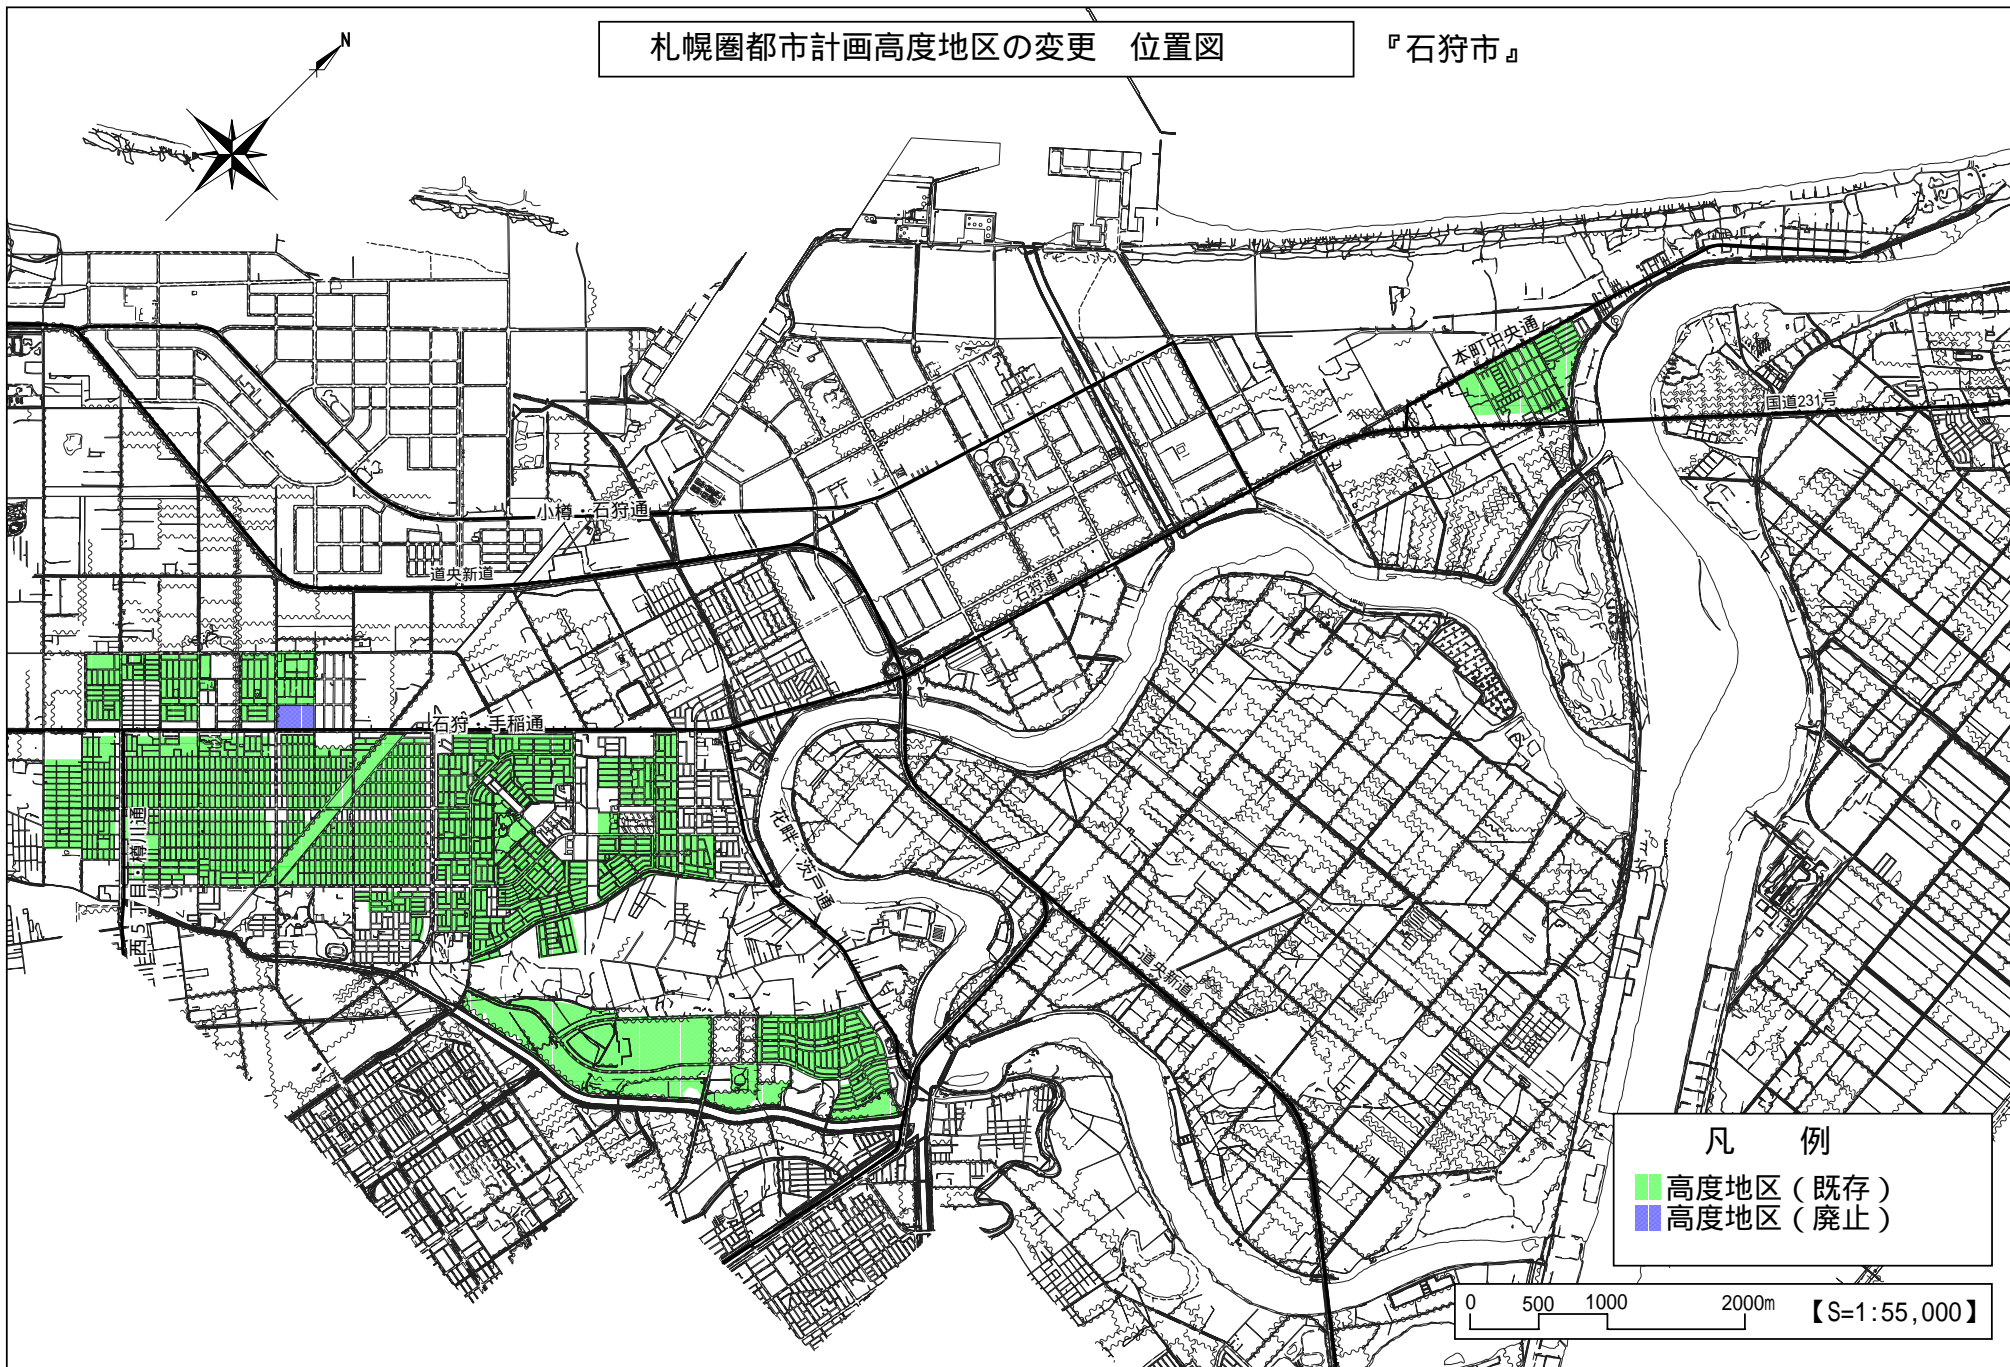 札幌圏都市計画高度地区の変更 位置図
『石狩市』
N
本町中央通
国道231号
小樽・石狩通
道央新道
石狩通
石狩・手稲通
花畔・茨戸通
西5丁目・樽川通
道央新道
凡 例
高度地区(既存)
高度地区(廃止)
0 500 1000 2000m
【S=1:55,000】